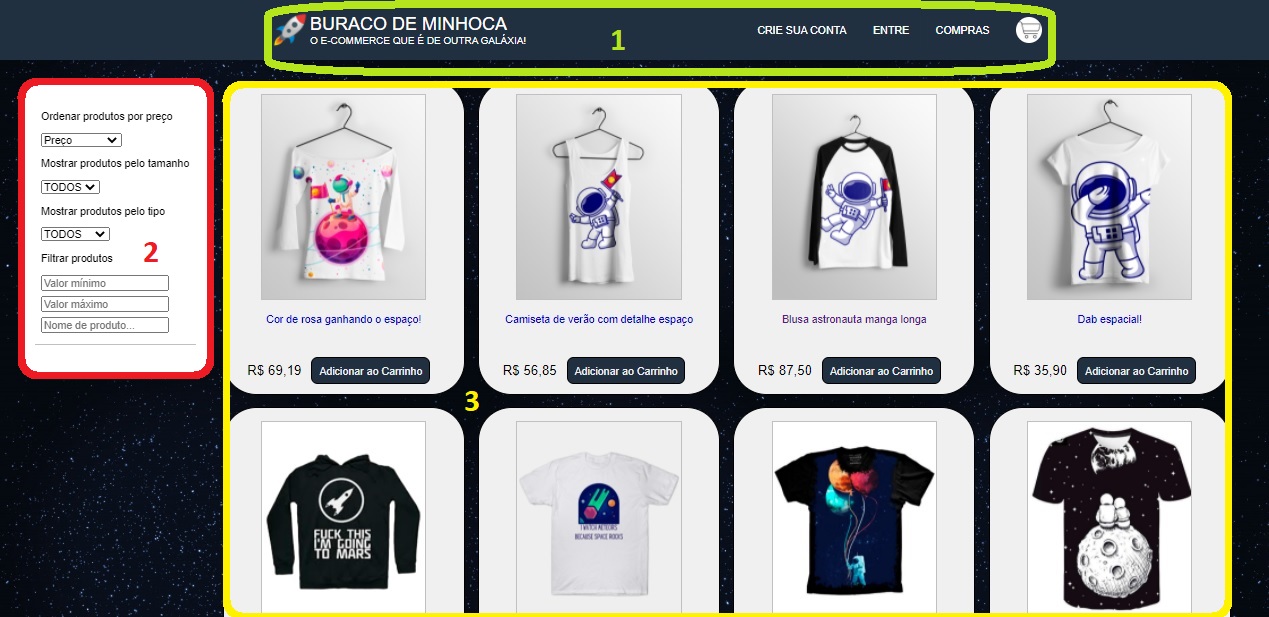 BURACO DE MINHOCA
O E-COMMERCE QUE É DE OUTRA GALÁXIA!
CRIE SUA CONTA
ENTRE
COMPRAS
1
Ordenar produtos por preço
Preço
Mostrar produtos pelo tamanho
TODOS
Mostrar produtos pelo tipo
TODOS
Filtrar produtos
2
Valor mínimo
Valor máximo
Nome de produto...
Cor de rosa ganhando o espaço!
Camiseta de verão com detalhe espaço
Blusa astronauta manga longa
Dab espacial!
R$ 69,19
Adicionar ao Carrinho
R$ 56,85
Adicionar ao Carrinho
R$ 87,50
Adicionar ao Carrinho
R$ 35,90
Adicionar ao Carrinho
3
FUCK THIS
I'M GOING
TO MARS
I WATCH METEORS
BECAUSE SPACE ROCKS